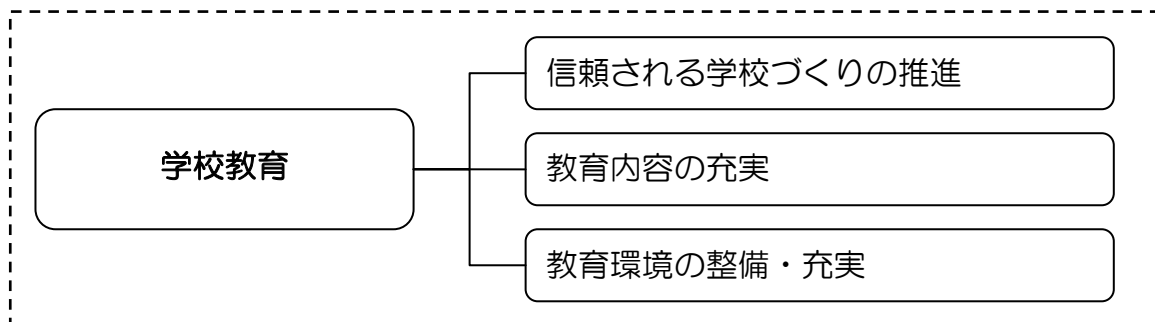 学校教育
信頼される学校づくりの推進
教育内容の充実
教育環境の整備・充実